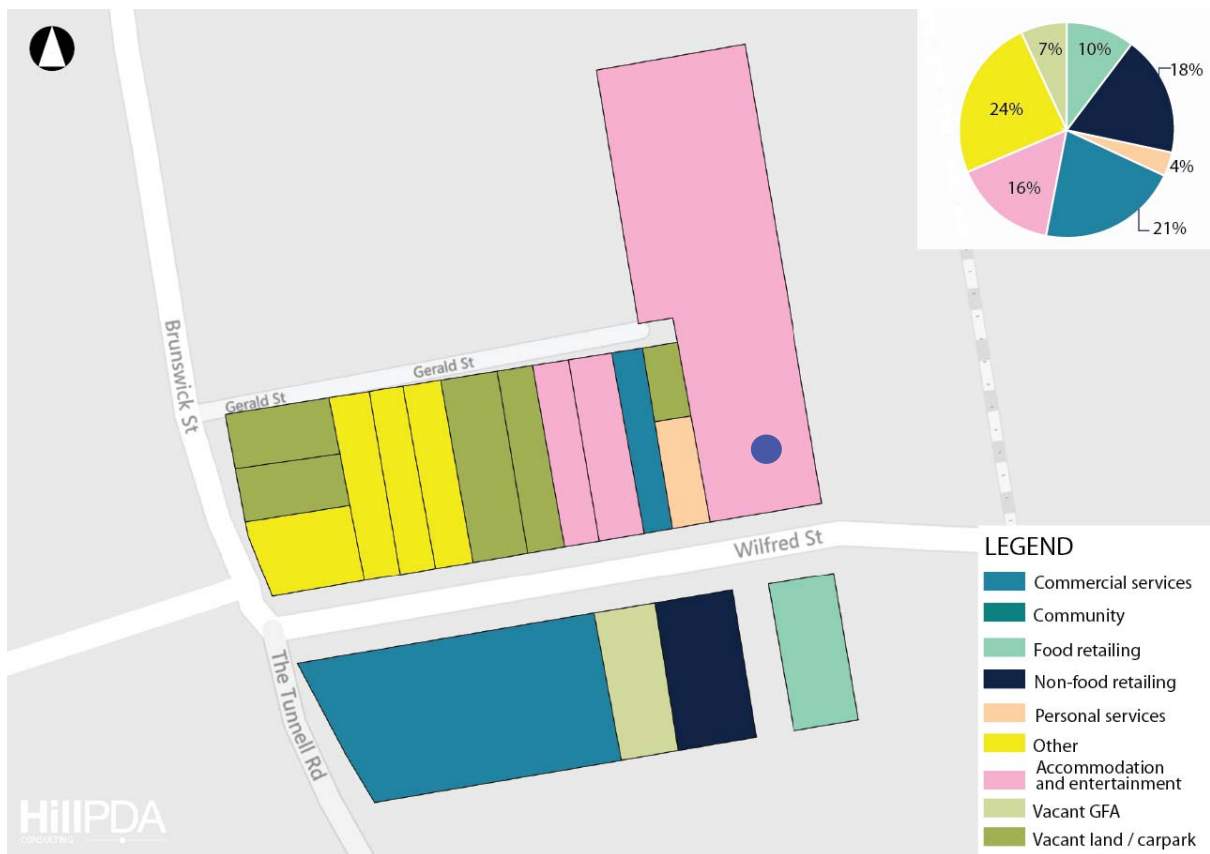 7%
10%
18%
24%
4%
16%
21%
Brunswick St
Gerald St
Gerald St
Wilfred St
The Tunnell Rd
LEGEND
Commercial services
Community
Food retailing
Non-food retailing
Personal services
Other
Accommodation
and entertainment
Vacant GFA
Vacant land / carpark
HillPDA
CONSULTING